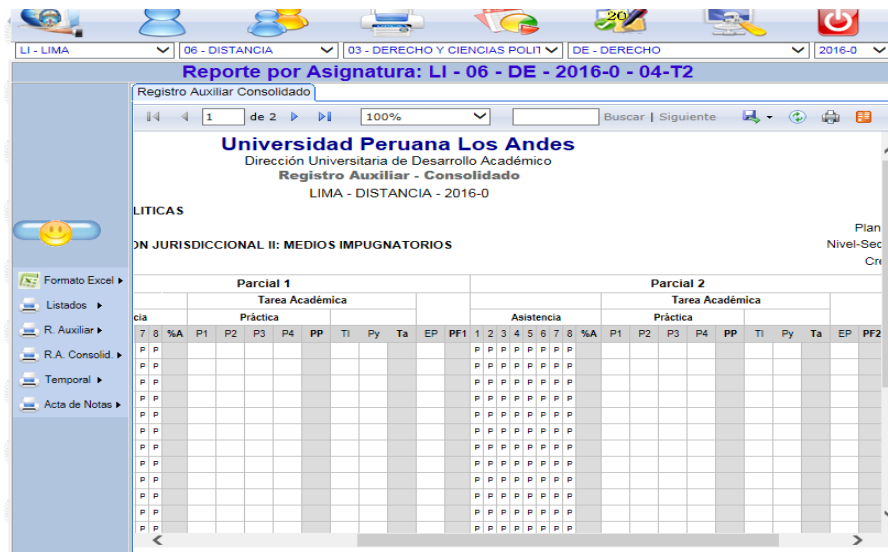 20
LI - LIMA 06 - DISTANCIA 03 - DERECHO Y CIENCIAS POLIT DE - DERECHO 2016-0
Reporte por Asignatura: LI - 06 - DE - 2016-0 - 04-T2
Registro Auxiliar Consolidado
1 de 2 100% Buscar | Siguiente
Universidad Peruana Los Andes
Dirección Universitaria de Desarrollo Académico
Registro Auxiliar - Consolidado
LIMA - DISTANCIA - 2016-0
LITICAS
Plan
ON JURISDICCIONAL II: MEDIOS IMPUGNATORIOS
Nivel-Sec
Cré
Formato Excel
Listados
R. Auxiliar
R.A. Consolid.
Temporal
Acta de Notas
Parcial 1 Parcial 2
Tarea Académica Tarea Académica
cia Práctica Asistencia Práctica
7 8 %A P1 P2 P3 P4 PP TI Py Ta EP PF1 1 2 3 4 5 6 7 8 %A P1 P2 P3 P4 PP TI Py Ta EP PF2
P P P P P P P P P P
P P P P P P P P P P
P P P P P P P P P P
P P P P P P P P P P
P P P P P P P P P P
P P P P P P P P P P
P P P P P P P P P P
P P P P P P P P P P
P P P P P P P P P P
P P P P P P P P P P
P P P P P P P P P P
P P P P P P P P P P